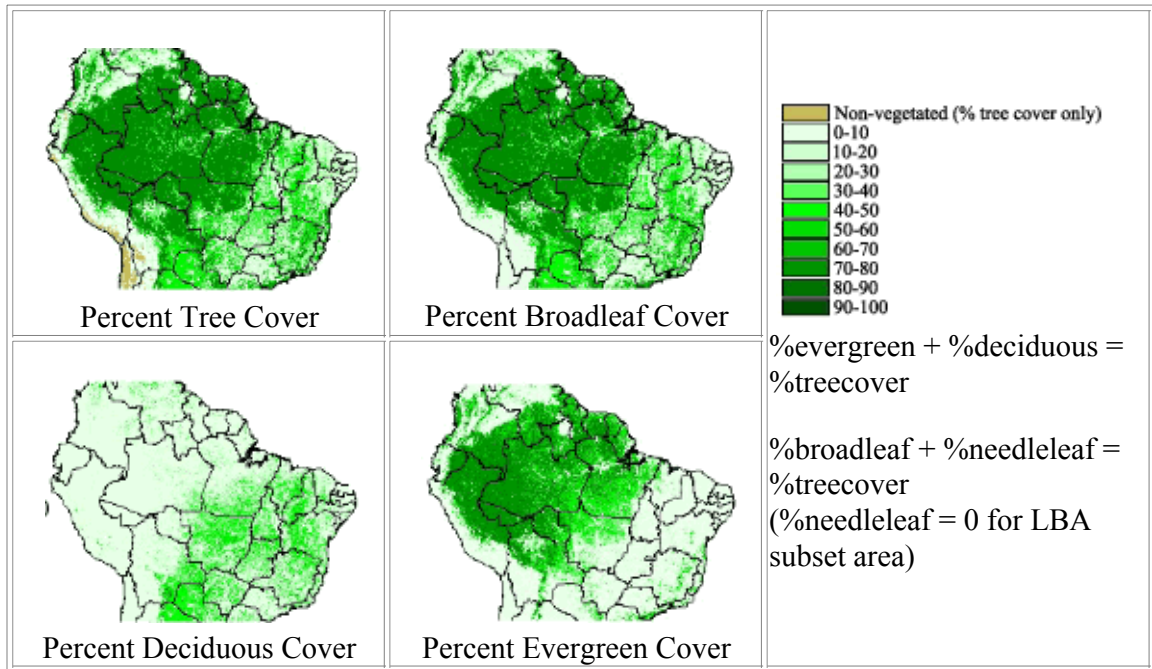 Percent Tree Cover
Percent Broadleaf Cover
Non-vegetated (% tree cover only)
0-10
10-20
20-30
30-40
40-50
50-60
60-70
70-80
80-90
90-100
%evergreen + %deciduous =
%treecover
%broadleaf + %needleleaf =
%treecover
(%needleleaf = 0 for LBA
subset area)
Percent Deciduous Cover
Percent Evergreen Cover